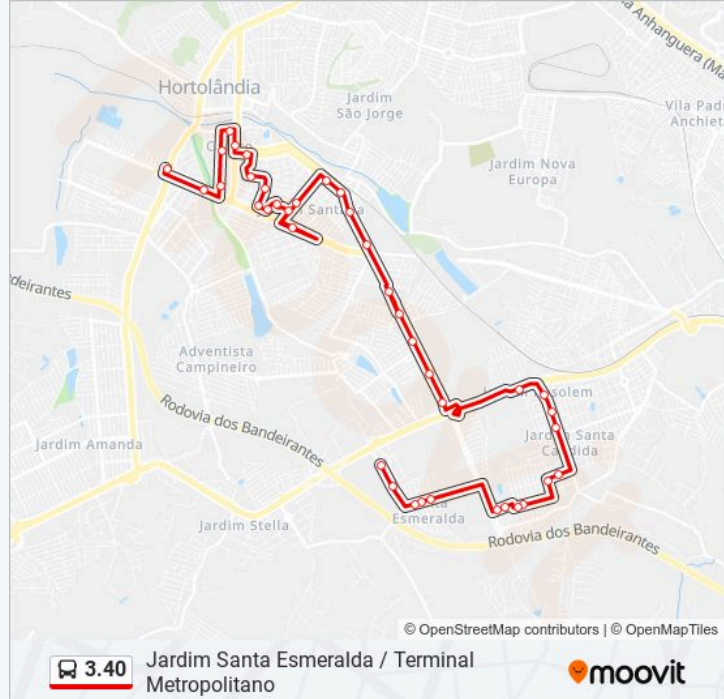 Anhanguera (Ma
Hortolândia
Jardim
São Jorge
Vila Padr
Anchieta
Jardim Nova
Europa
Santa
deirantes
Adventista
Campineiro
Rodovia dos Bandeirantes
Jardim Amanda
Jardim Santa
Cândida
Jardim Stella
Esmeralda
Rodovia dos Bandeirantes
© OpenStreetMap contributors | © OpenMapTiles
3.40
Jardim Santa Esmeralda / Terminal
Metropolitano
moovit